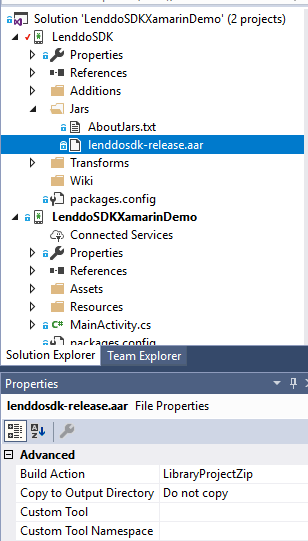 Solution 'LenddoSDKXamarinDemo' (2 projects)
LenddoSDK
Properties
References
Additions
Jars
AboutJars.txt
lenddosdk-release.aar
Transforms
Wiki
packages.config
LenddoSDKXamarinDemo
Connected Services
Properties
References
Assets
Resources
C# MainActivity.cs
packages.config
Solution Explorer Team Explorer
Properties
lenddosdk-release.aar File Properties
Advanced
Build Action LibraryProjectZip
Copy to Output Directory Do not copy
Custom Tool
Custom Tool Namespace